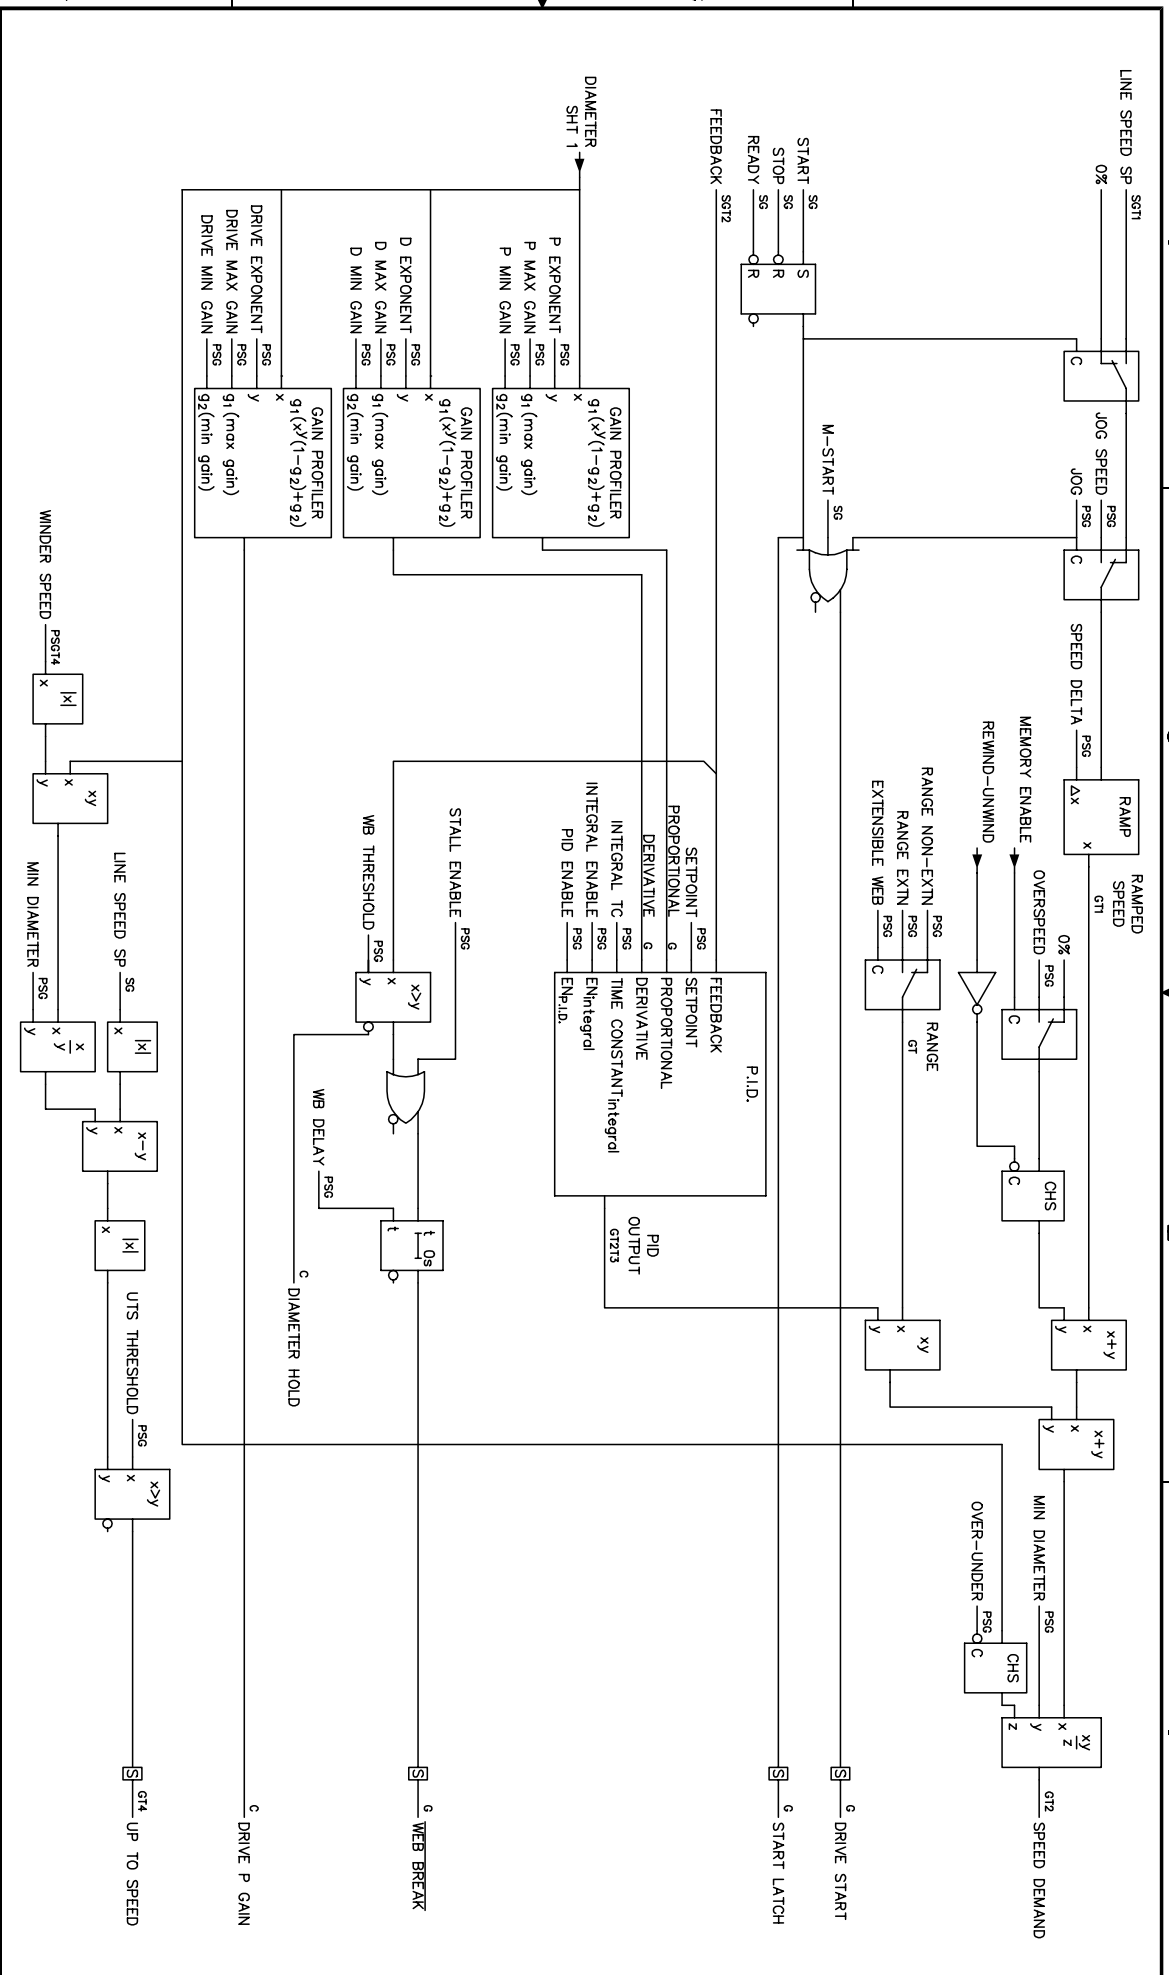 LINE SPEED SP
SGT1
0%
C
JOG SPEED
PSG
JOG
PSG
C
SPEED DELTA
PSG
RAMP
x
Δx
RAMPED
SPEED
GT1
MEMORY ENABLE
REWIND-UNWIND
0%
OVERSPEED
PSG
C
CHS
C
x+y
x
y
x+y
x
y
MIN DIAMETER
PSG
OVER-UNDER
PSG
CHS
C
xy
z
x
y
z
GT2
SPEED DEMAND
RANGE NON-EXTN
PSG
RANGE EXTN
PSG
EXTENSIBLE WEB
PSG
C
RANGE
GT
xy
x
y
START
SG
STOP
SG
READY
SG
S
R
R
M-START
SG
S
G
DRIVE START
S
G
START LATCH
FEEDBACK
SGT2
DIAMETER
SHT 1
P EXPONENT
PSG
P MAX GAIN
PSG
P MIN GAIN
PSG
GAIN PROFILER
g1(x^y(1-g2)+g2)
x
y
g1(max gain)
g2(min gain)
D EXPONENT
PSG
D MAX GAIN
PSG
D MIN GAIN
PSG
GAIN PROFILER
g1(x^y(1-g2)+g2)
x
y
g1(max gain)
g2(min gain)
DRIVE EXPONENT
PSG
DRIVE MAX GAIN
PSG
DRIVE MIN GAIN
PSG
GAIN PROFILER
g1(x^y(1-g2)+g2)
x
y
g1(max gain)
g2(min gain)
SETPOINT
PSG
PROPORTIONAL
G
DERIVATIVE
G
INTEGRAL TC
PSG
INTEGRAL ENABLE
PSG
PID ENABLE
PSG
P.I.D.
FEEDBACK
SETPOINT
PROPORTIONAL
DERIVATIVE
TIME CONSTANTintegral
ENintegral
ENP.I.D.
PID
OUTPUT
GT2T3
STALL ENABLE
PSG
WB THRESHOLD
PSG
x>y
x
y
WB DELAY
PSG
t 0s
t
S
G
WEB BREAK
C
DIAMETER HOLD
C
DRIVE P GAIN
WINDER SPEED
PSGT4
|x|
x
xy
x
y
LINE SPEED SP
SG
|x|
x
MIN DIAMETER
PSG
x
y
x
y
x-y
x
y
|x|
x
UTS THRESHOLD
PSG
x>y
x
y
S
GT4
UP TO SPEED